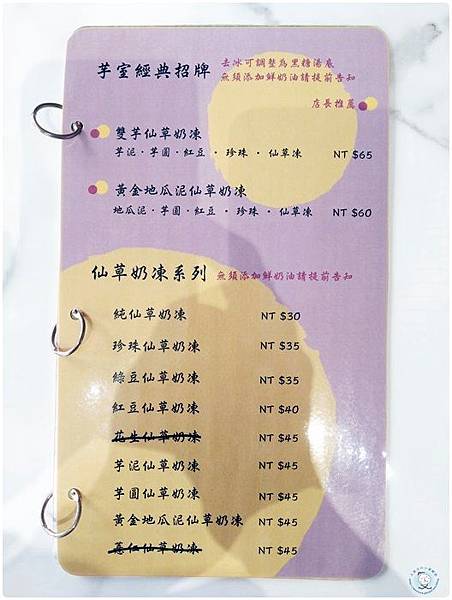 芋室經典招牌
去冰可調整為黑糖湯底
無須添加鮮奶油請提前告知
店長推薦
雙芋仙草奶凍
芋泥·芋圓·紅豆·珍珠·仙草凍 NT $65
黃金地瓜泥仙草奶凍
地瓜泥·芋圓·紅豆·珍珠·仙草凍 NT $60
仙草奶凍系列 無須添加鮮奶油請提前告知
純仙草奶凍 NT $30
珍珠仙草奶凍 NT $35
綠豆仙草奶凍 NT $35
紅豆仙草奶凍 NT $40
花生仙草奶凍 NT $45
芋泥仙草奶凍 NT $45
芋圓仙草奶凍 NT $45
黃金地瓜泥仙草奶凍 NT $45
薏仁仙草奶凍 NT $45